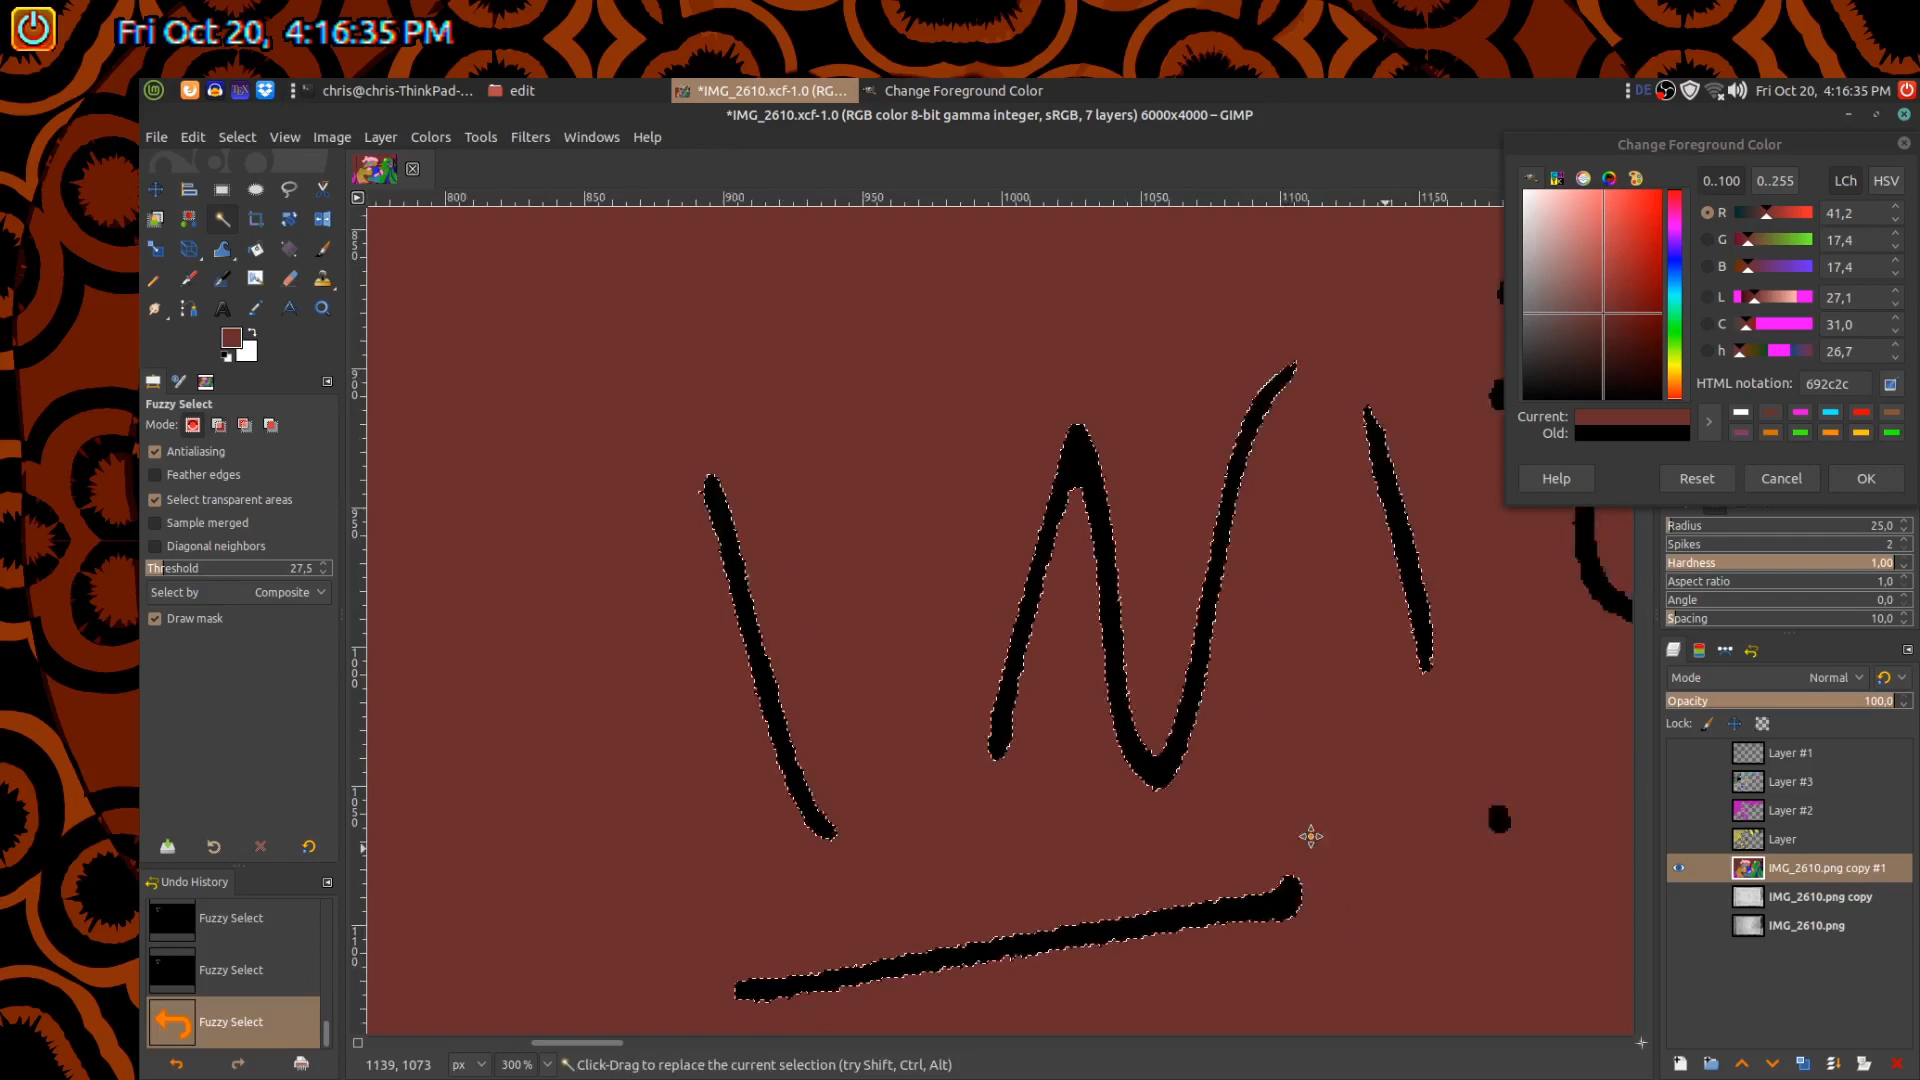 Fri Oct 20, 4:16:35 PM
chris@chris-ThinkPad-... edit *IMG_2610.xcf-1.0 (RG... Change Foreground Color DE Fri Oct 20, 4:16:35 PM
*IMG_2610.xcf-1.0 (RGB color 8-bit gamma integer, sRGB, 7 layers) 6000x4000 – GIMP
File Edit Select View Image Layer Colors Tools Filters Windows Help
Change Foreground Color
0..100 0..255 LCh HSV
R 41,2
G 17,4
B 17,4
L 27,1
C 31,0
h 26,7
HTML notation: 692c2c
Current:
Old:
Help Reset Cancel OK
800 850 900 950 1000 1050 1100 1150
850
900
950
1000
1050
1100
Fuzzy Select
Mode:
Antialiasing
Feather edges
Select transparent areas
Sample merged
Diagonal neighbors
Threshold 27,5
Select by Composite
Draw mask
Undo History
Fuzzy Select
Fuzzy Select
Fuzzy Select
Radius 25,0
Spikes 2
Hardness 1,00
Aspect ratio 1,0
Angle 0,0
Spacing 10,0
Mode Normal
Opacity 100,0
Lock:
Layer #1
Layer #3
Layer #2
Layer
IMG_2610.png copy #1
IMG_2610.png copy
IMG_2610.png
1139, 1073 px 300 % Click-Drag to replace the current selection (try Shift, Ctrl, Alt)